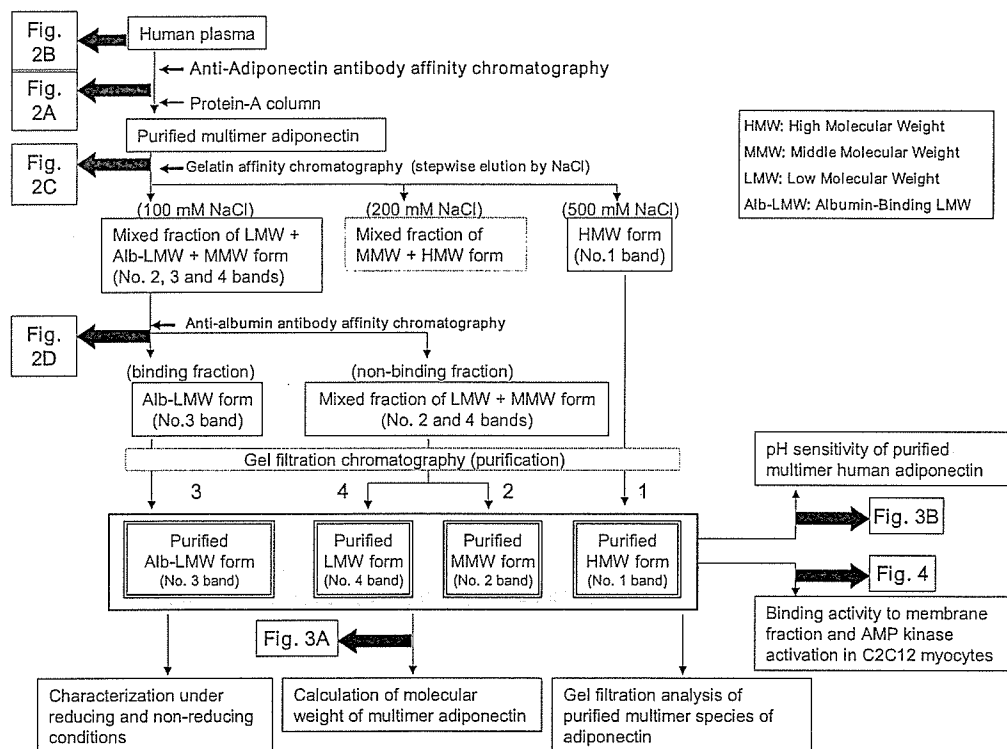 Fig.
2B
Human plasma
Anti-Adiponectin antibody affinity chromatography
Fig.
2A
Protein-A column
Purified multimer adiponectin
HMW: High Molecular Weight
MMW: Middle Molecular Weight
LMW: Low Molecular Weight
Alb-LMW: Albumin-Binding LMW
Fig.
2C
Gelatin affinity chromatography (stepwise elution by NaCl)
(100 mM NaCl)
Mixed fraction of LMW +
Alb-LMW + MMW form
(No. 2, 3 and 4 bands)
(200 mM NaCl)
Mixed fraction of
MMW + HMW form
(500 mM NaCl)
HMW form
(No.1 band)
Fig.
2D
Anti-albumin antibody affinity chromatography
(binding fraction)
Alb-LMW form
(No.3 band)
(non-binding fraction)
Mixed fraction of LMW + MMW form
(No. 2 and 4 bands)
Gel filtration chromatography (purification)
3
4
2
1
Purified
Alb-LMW form
(No. 3 band)
Purified
LMW form
(No. 4 band)
Purified
MMW form
(No. 2 band)
Purified
HMW form
(No. 1 band)
pH sensitivity of purified
multimer human adiponectin
Fig. 3B
Fig. 4
Binding activity to membrane
fraction and AMP kinase
activation in C2C12 myocytes
Fig. 3A
Characterization under
reducing and non-reducing
conditions
Calculation of molecular
weight of multimer adiponectin
Gel filtration analysis of
purified multimer species of
adiponectin